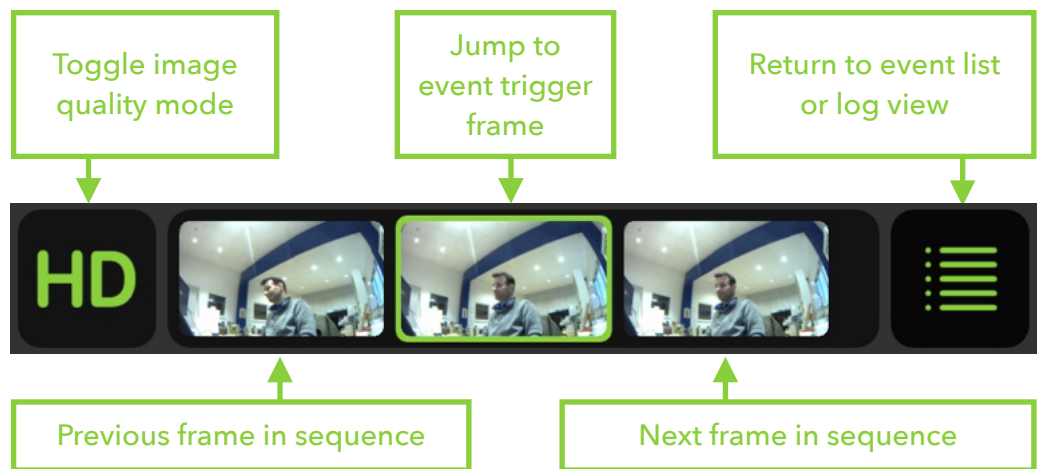 Toggle image
quality mode
Jump to
event trigger
frame
Return to event list
or log view
HD
Previous frame in sequence
Next frame in sequence